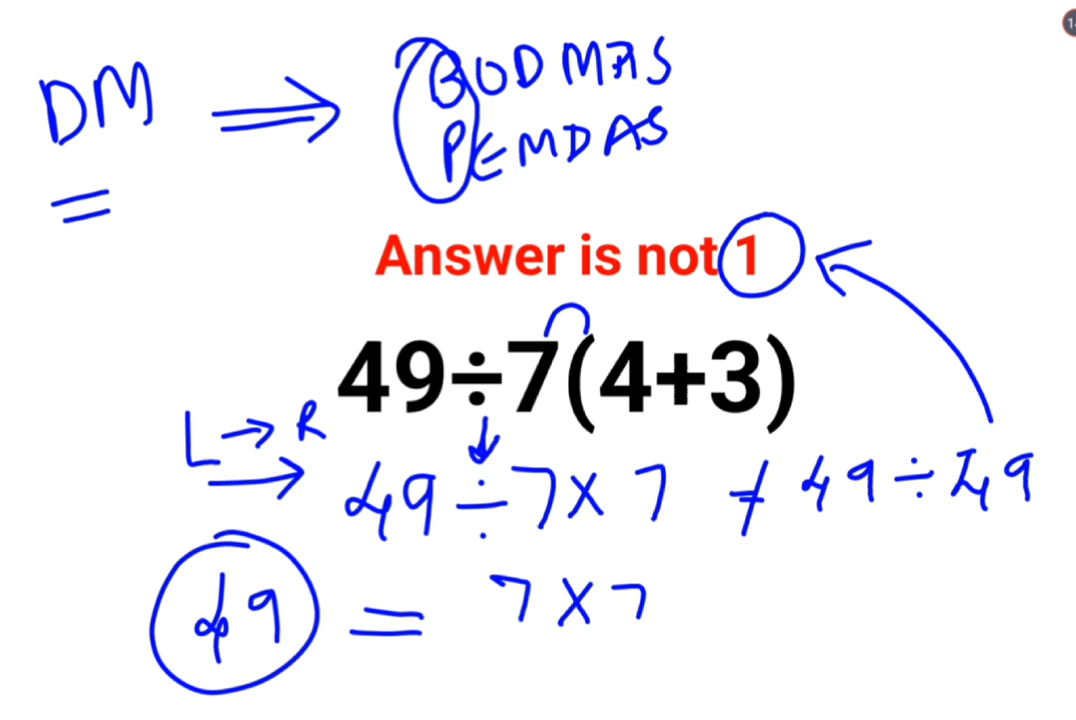 DM ⇒ BODMAS
PEMDAS
=
Answer is not 1
49÷7(4+3)
L → R
→ 49 ÷ 7 × 7 ≠ 49 ÷ 49
49 = 7 × 7